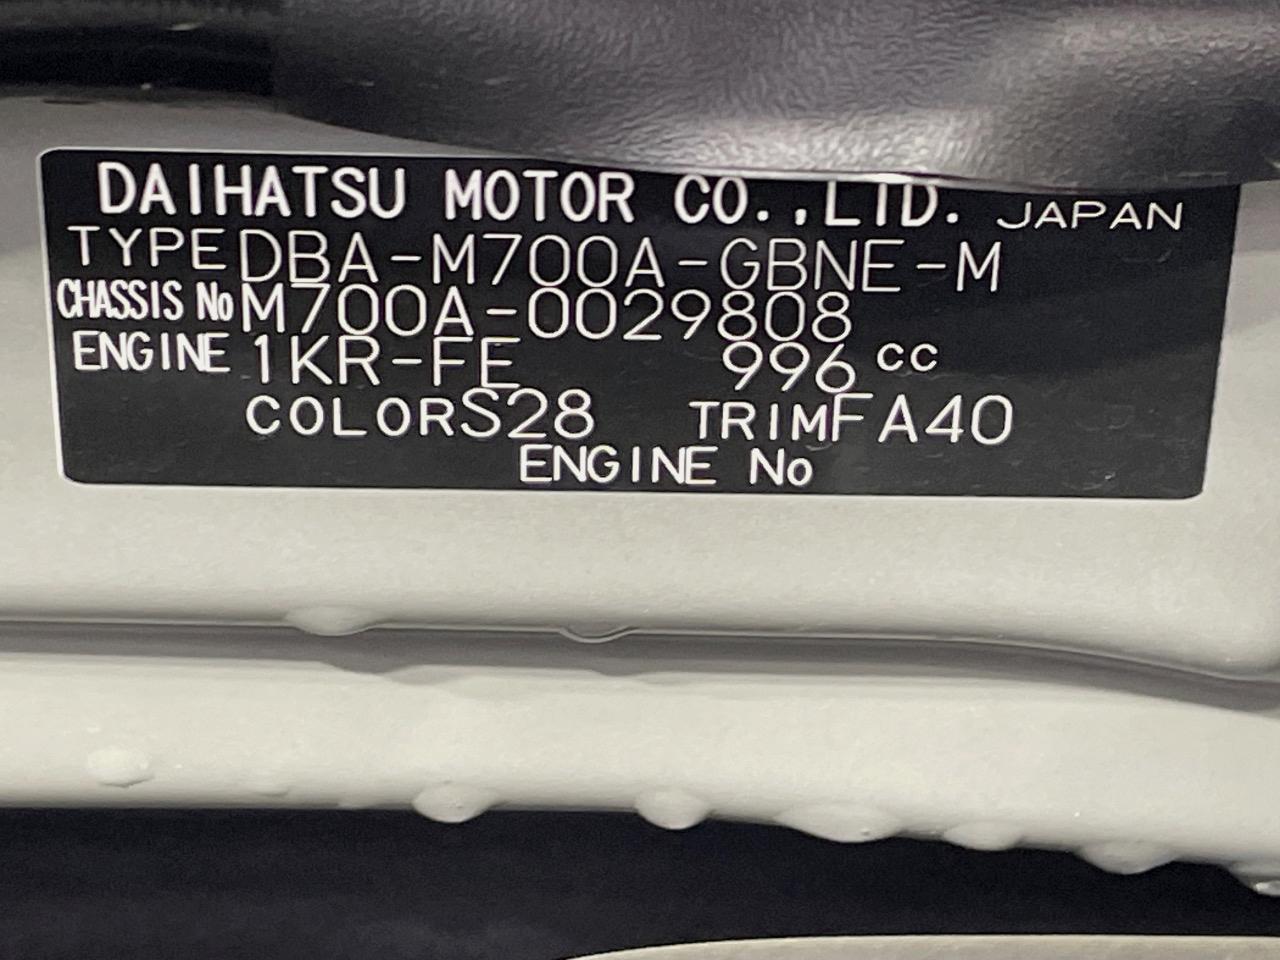 DAIHATSU MOTOR CO.,LTD. JAPAN
TYPE DBA-M700A-GBNE-M
CHASSIS No M700A-0029808
ENGINE 1KR-FE 996 cc
COLOR S28 TRIM FA40
ENGINE No